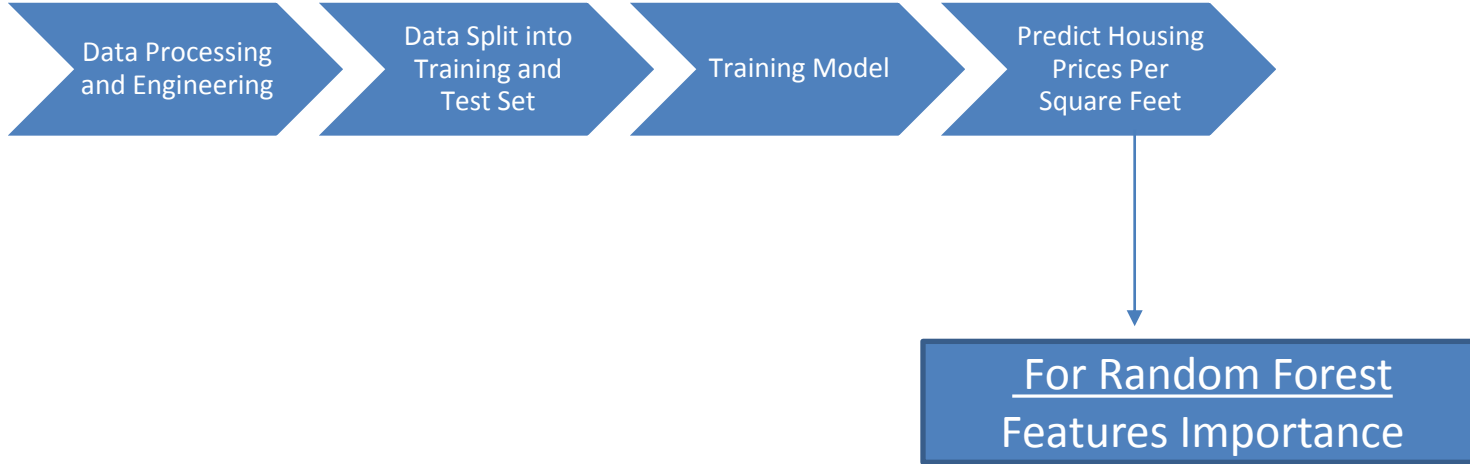 Data Processing
and Engineering
Data Split into
Training and
Test Set
Training Model
Predict Housing
Prices Per
Square Feet
For Random Forest
Features Importance